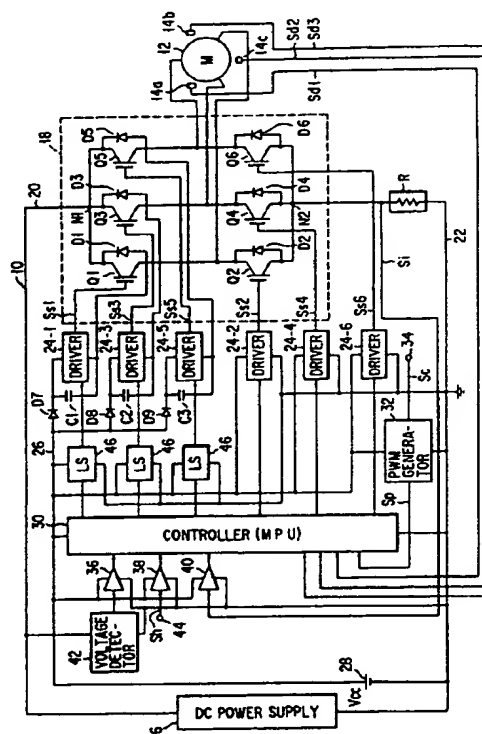 14b
12
M
14c
14a
Sd3
Sd2
Sd1
18
D5
Q5
D6
Q6
20
D3
Q3
D4
Q4
N1
N2
D1
Q1
D2
Q2
10
R
22
Si
Ss1
Ss3
Ss5
Ss2
Ss4
Ss6
24-1
DRIVER
24-3
DRIVER
24-5
DRIVER
24-2
DRIVER
24-4
DRIVER
24-6
DRIVER
D7
C1
D8
C2
D9
C3
34
Sc
32
PWM GENERA-
TOR
Sp
26
LS
46
LS
46
LS
46
30
CONTROLLER (MPU)
36
38
40
Sh
44
42
VOLTAGE
DETEC-
TOR
Vcc
28
DC POWER SUPPLY
6